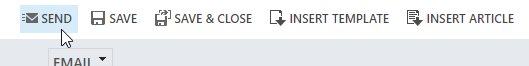 SEND SAVE SAVE & CLOSE INSERT TEMPLATE INSERT ARTICLE
EMAIL